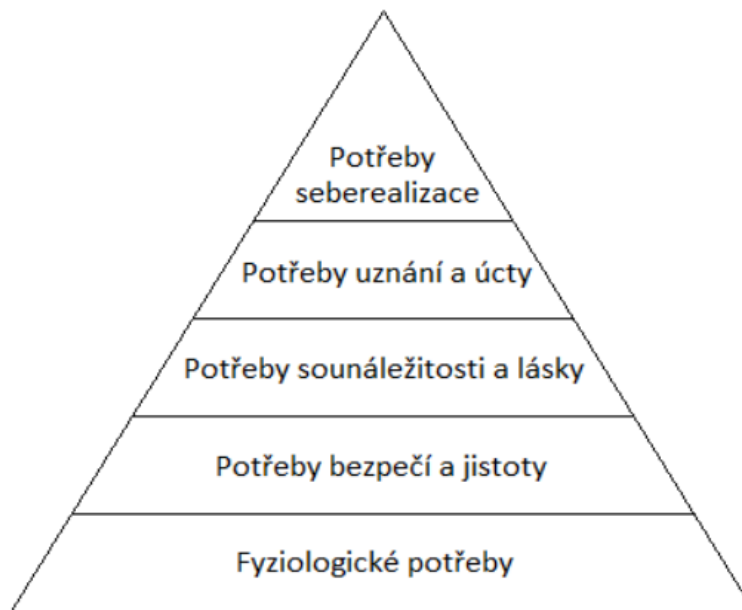 Potřeby
seberealizace
Potřeby uznání a úcty
Potřeby sounáležitosti a lásky
Potřeby bezpečí a jistoty
Fyziologické potřeby